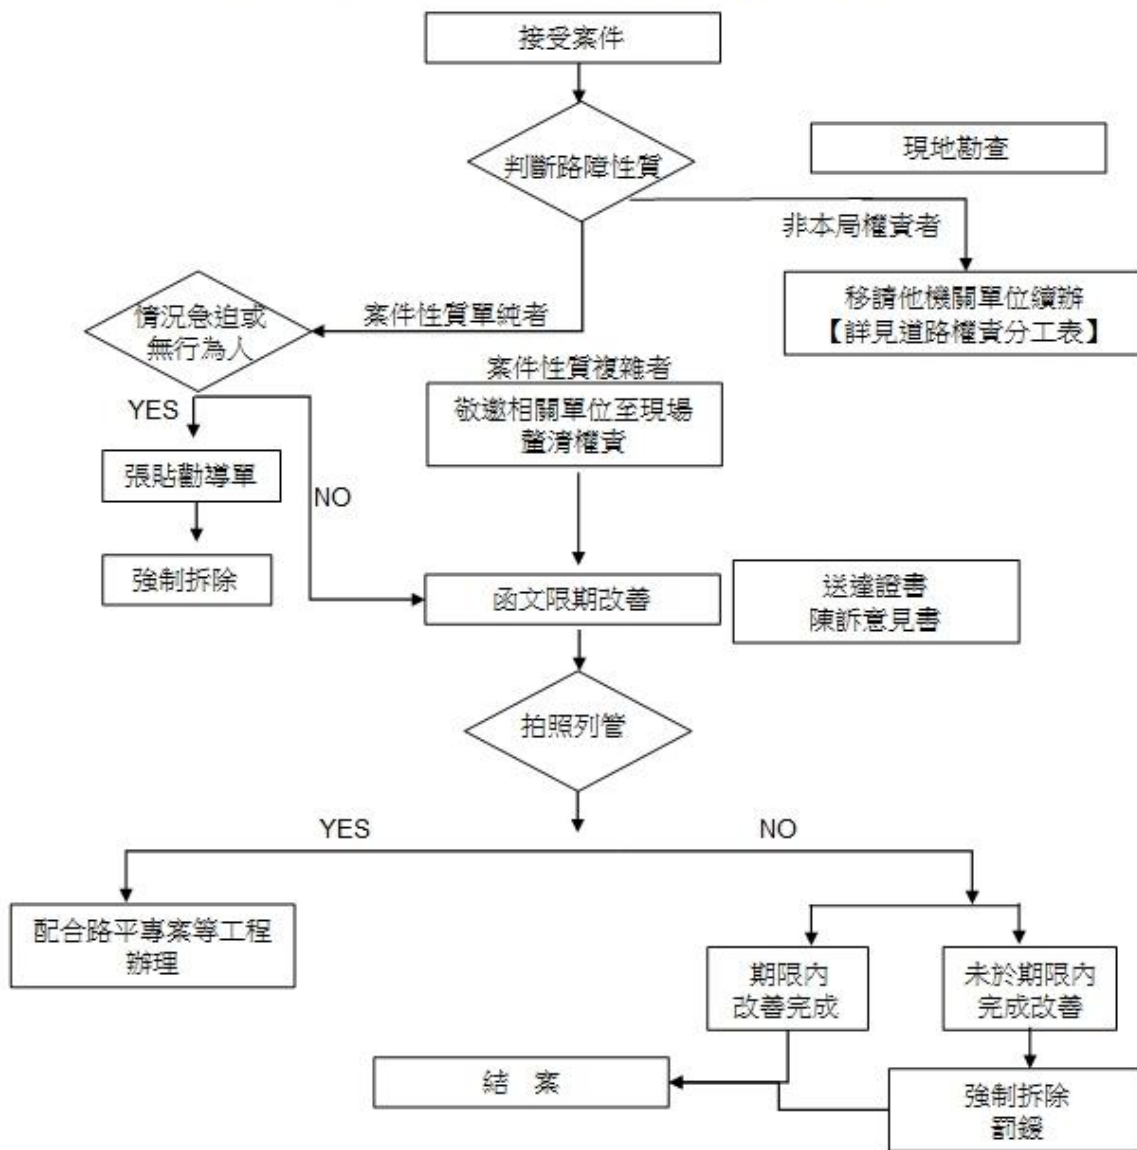 接受案件
判斷路障性質
現地勘查
非本局權責者
移請他機關單位續辦
【詳見道路權責分工表】
情況急迫或
無行為人
案件性質單純者
案件性質複雜者
敬邀相關單位至現場
釐清權責
YES
張貼勸導單
NO
強制拆除
函文限期改善
送達證書
陳訴意見書
拍照列管
YES
NO
配合路平專案等工程
辦理
期限內
改善完成
未於期限內
完成改善
結 案
強制拆除
罰鍰